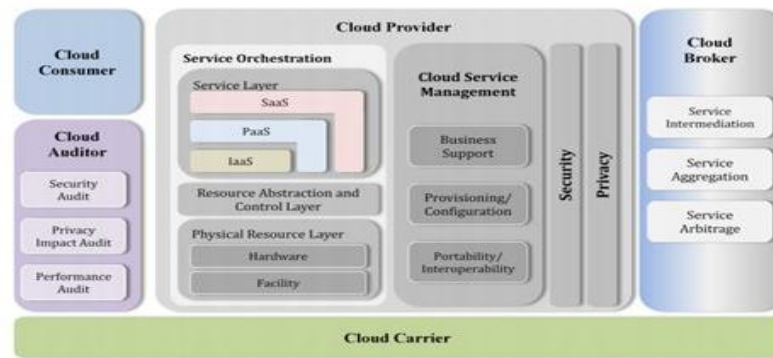 Cloud Consumer
Cloud Auditor
Security Audit
Privacy Impact Audit
Performance Audit
Cloud Provider
Service Orchestration
Service Layer
SaaS
PaaS
IaaS
Resource Abstraction and Control Layer
Physical Resource Layer
Hardware
Facility
Cloud Service Management
Business Support
Provisioning/ Configuration
Portability/ Interoperability
Security
Privacy
Cloud Broker
Service Intermediation
Service Aggregation
Service Arbitrage
Cloud Carrier